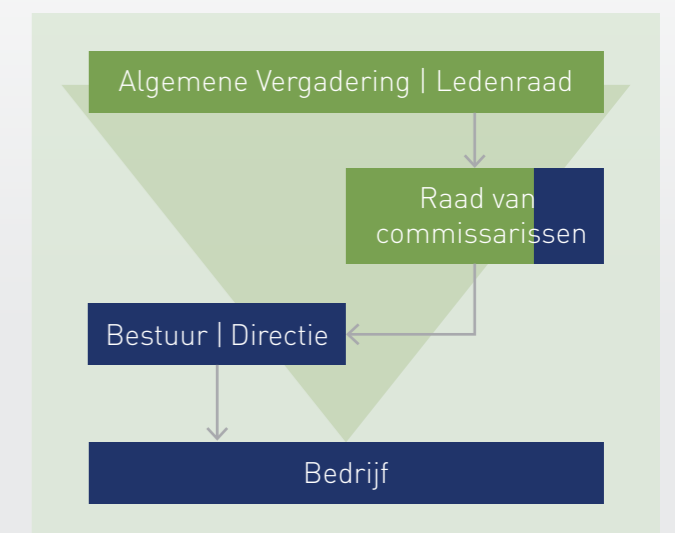 Algemene Vergadering | Ledenraad
Raad van
commissarissen
Bestuur | Directie
Bedrijf